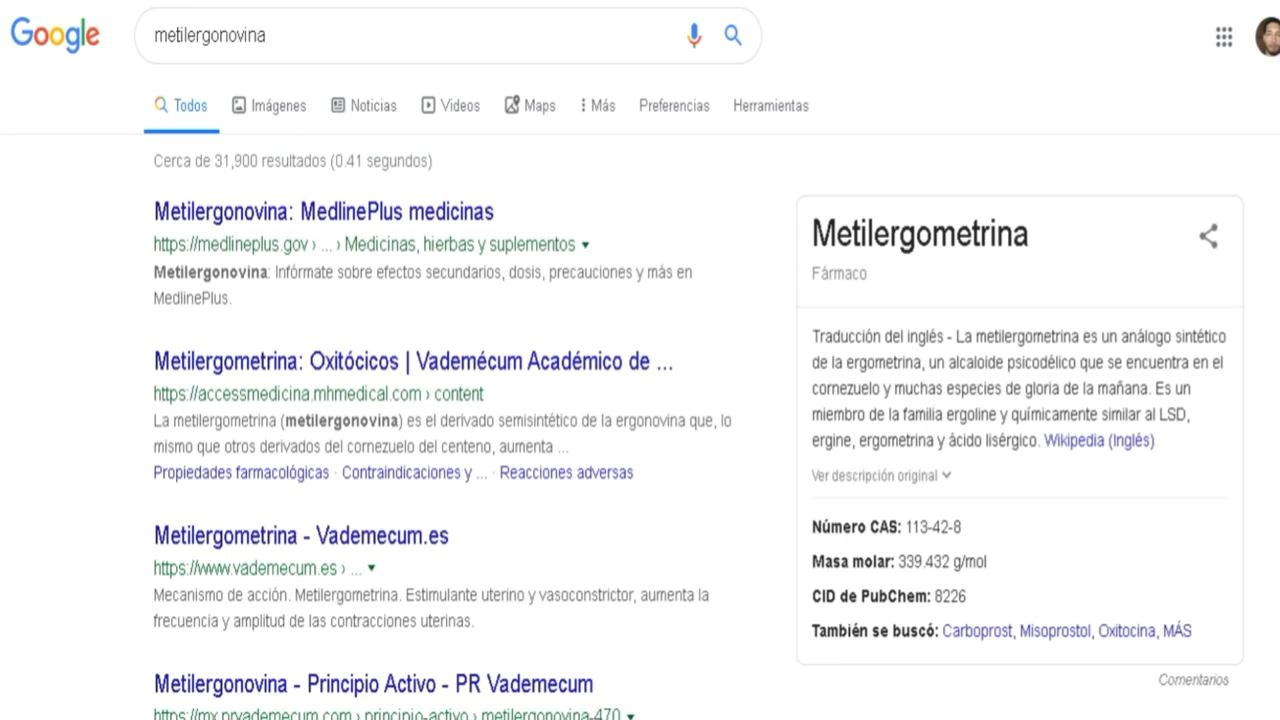 Google
metilergonovina
Todos
Imágenes
Noticias
Videos
Maps
Más
Preferencias
Herramientas
Cerca de 31,900 resultados (0.41 segundos)
Metilergonovina: MedlinePlus medicinas
https://medlineplus.gov › ... › Medicinas, hierbas y suplementos
Metilergonovina: Infórmate sobre efectos secundarios, dosis, precauciones y más en
MedlinePlus.
Metilergometrina: Oxitócicos | Vademécum Académico de ...
https://accessmedicina.mhmedical.com › content
La metilergometrina (metilergonovina) es el derivado semisintético de la ergonovina que, lo
mismo que otros derivados del cornezuelo del centeno, aumenta ...
Propiedades farmacológicas · Contraindicaciones y ... · Reacciones adversas
Metilergometrina - Vademecum.es
https://www.vademecum.es › ...
Mecanismo de acción. Metilergometrina. Estimulante uterino y vasoconstrictor, aumenta la
frecuencia y amplitud de las contracciones uterinas.
Metilergonovina - Principio Activo - PR Vademecum
https://mx.prvademecum.com › principio-activo › metilergonovina-470
Metilergometrina
Fármaco
Traducción del inglés - La metilergometrina es un análogo sintético
de la ergometrina, un alcaloide psicodélico que se encuentra en el
cornezuelo y muchas especies de gloria de la mañana. Es un
miembro de la familia ergoline y químicamente similar al LSD,
ergine, ergometrina y ácido lisérgico. Wikipedia (Inglés)
Ver descripción original
Número CAS: 113-42-8
Masa molar: 339.432 g/mol
CID de PubChem: 8226
También se buscó: Carboprost, Misoprostol, Oxitocina, MÁS
Comentarios